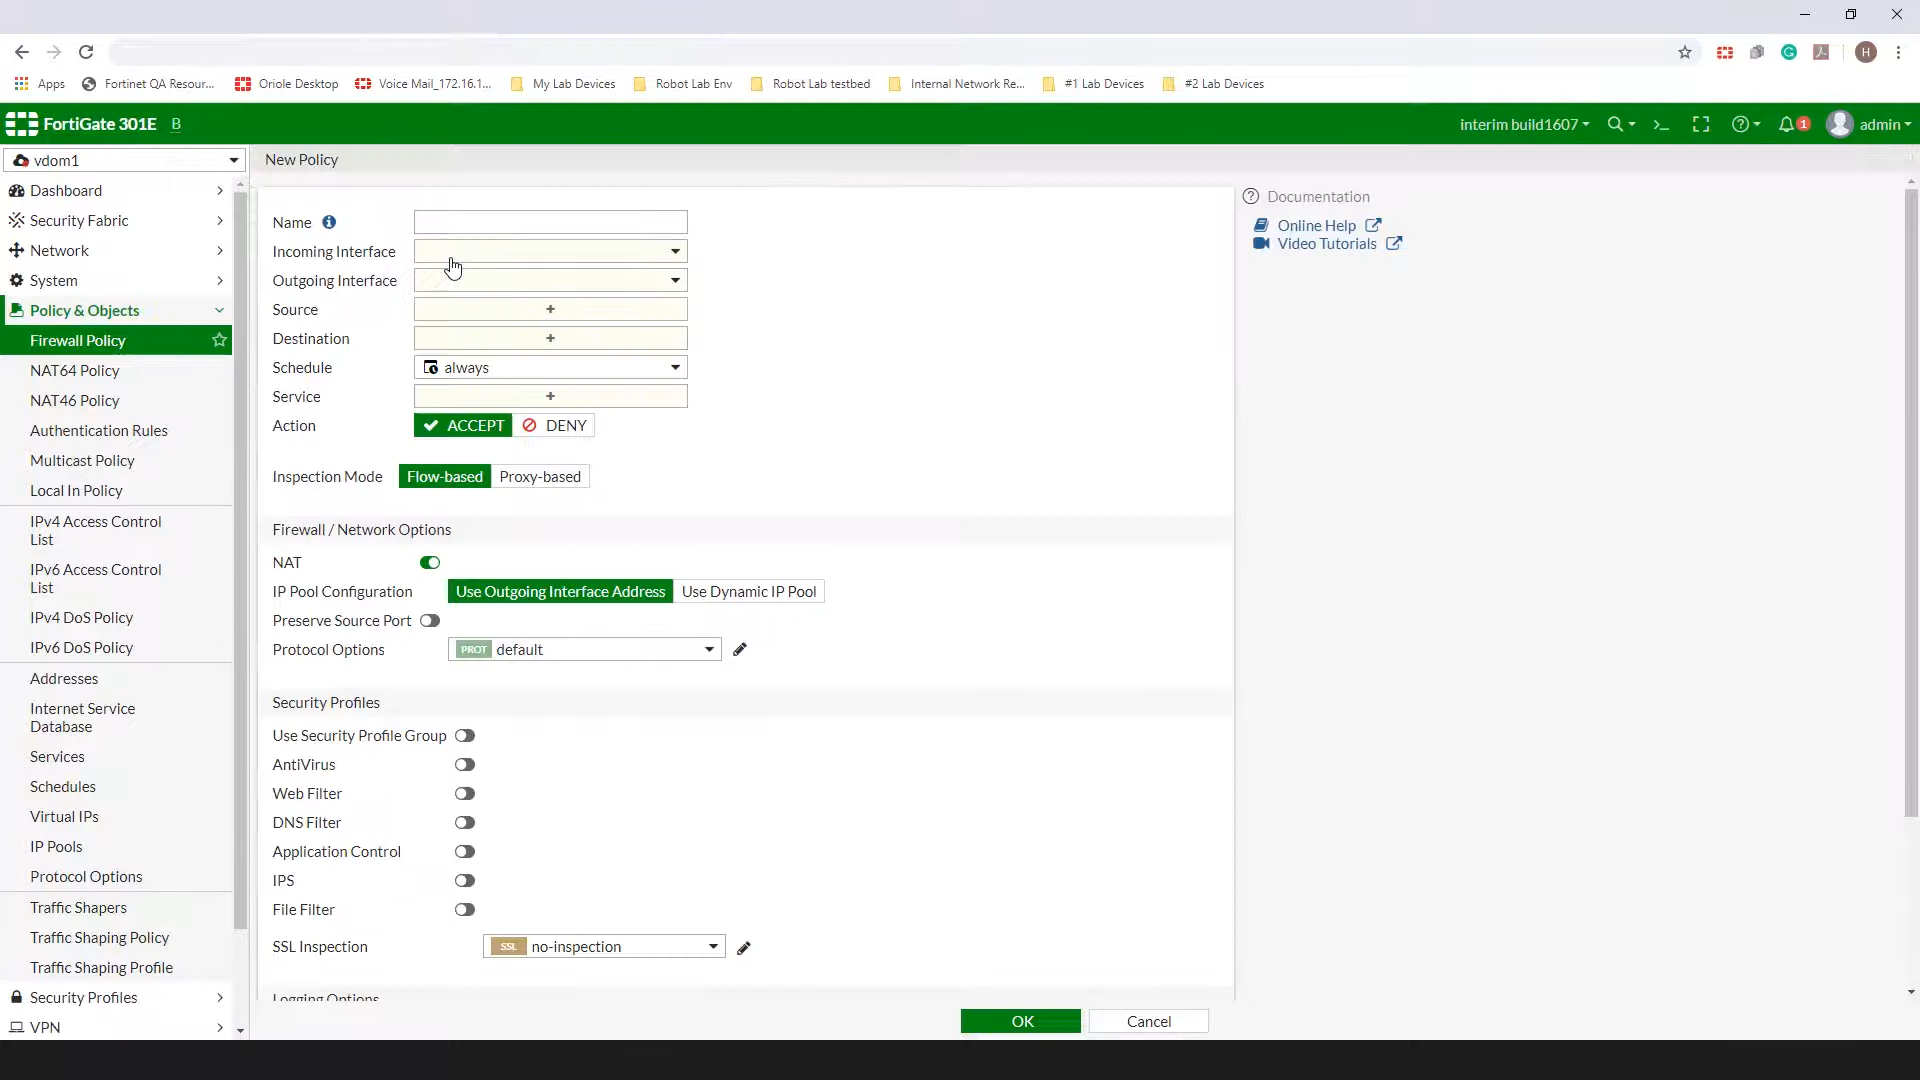 Apps
Fortinet QA Resour...
Oriole Desktop
Voice Mail_172.16.1...
My Lab Devices
Robot Lab Env
Robot Lab testbed
Internal Network Re...
#1 Lab Devices
#2 Lab Devices
H
FortiGate 301E B
interim build1607
1
admin
vdom1
New Policy
Dashboard
Security Fabric
Network
System
Policy & Objects
Firewall Policy
NAT64 Policy
NAT46 Policy
Authentication Rules
Multicast Policy
Local In Policy
IPv4 Access Control
List
IPv6 Access Control
List
IPv4 DoS Policy
IPv6 DoS Policy
Addresses
Internet Service
Database
Services
Schedules
Virtual IPs
IP Pools
Protocol Options
Traffic Shapers
Traffic Shaping Policy
Traffic Shaping Profile
Security Profiles
VPN
Name
Incoming Interface
Outgoing Interface
Source +
Destination +
Schedule always
Service +
Action ACCEPT DENY
Inspection Mode Flow-based Proxy-based
Firewall / Network Options
NAT
IP Pool Configuration Use Outgoing Interface Address Use Dynamic IP Pool
Preserve Source Port
Protocol Options PROT default
Security Profiles
Use Security Profile Group
AntiVirus
Web Filter
DNS Filter
Application Control
IPS
File Filter
SSL Inspection SSL no-inspection
Logging Options
OK Cancel
Documentation
Online Help
Video Tutorials